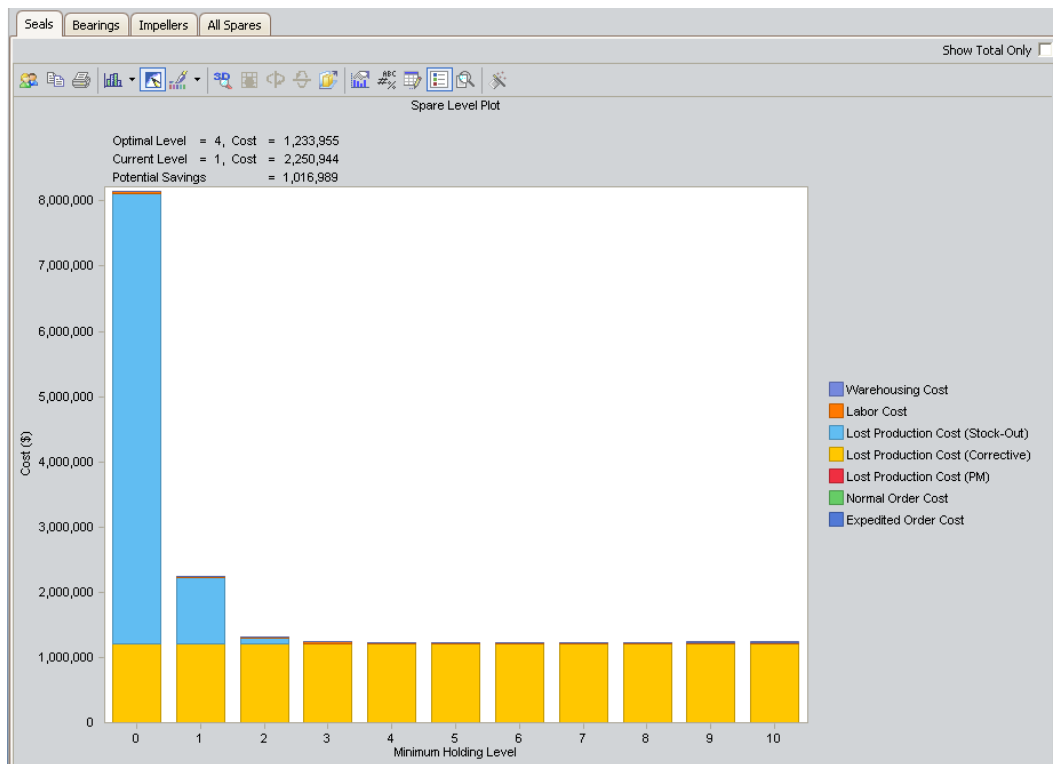 Seals Bearings Impellers All Spares
Show Total Only
3D ABC #%
Spare Level Plot
Optimal Level = 4, Cost = 1,233,955
Current Level = 1, Cost = 2,250,944
Potential Savings = 1,016,989
8,000,000
7,000,000
6,000,000
5,000,000
4,000,000
3,000,000
2,000,000
1,000,000
0
Cost ($)
0 1 2 3 4 5 6 7 8 9 10
Minimum Holding Level
Warehousing Cost
Labor Cost
Lost Production Cost (Stock-Out)
Lost Production Cost (Corrective)
Lost Production Cost (PM)
Normal Order Cost
Expedited Order Cost